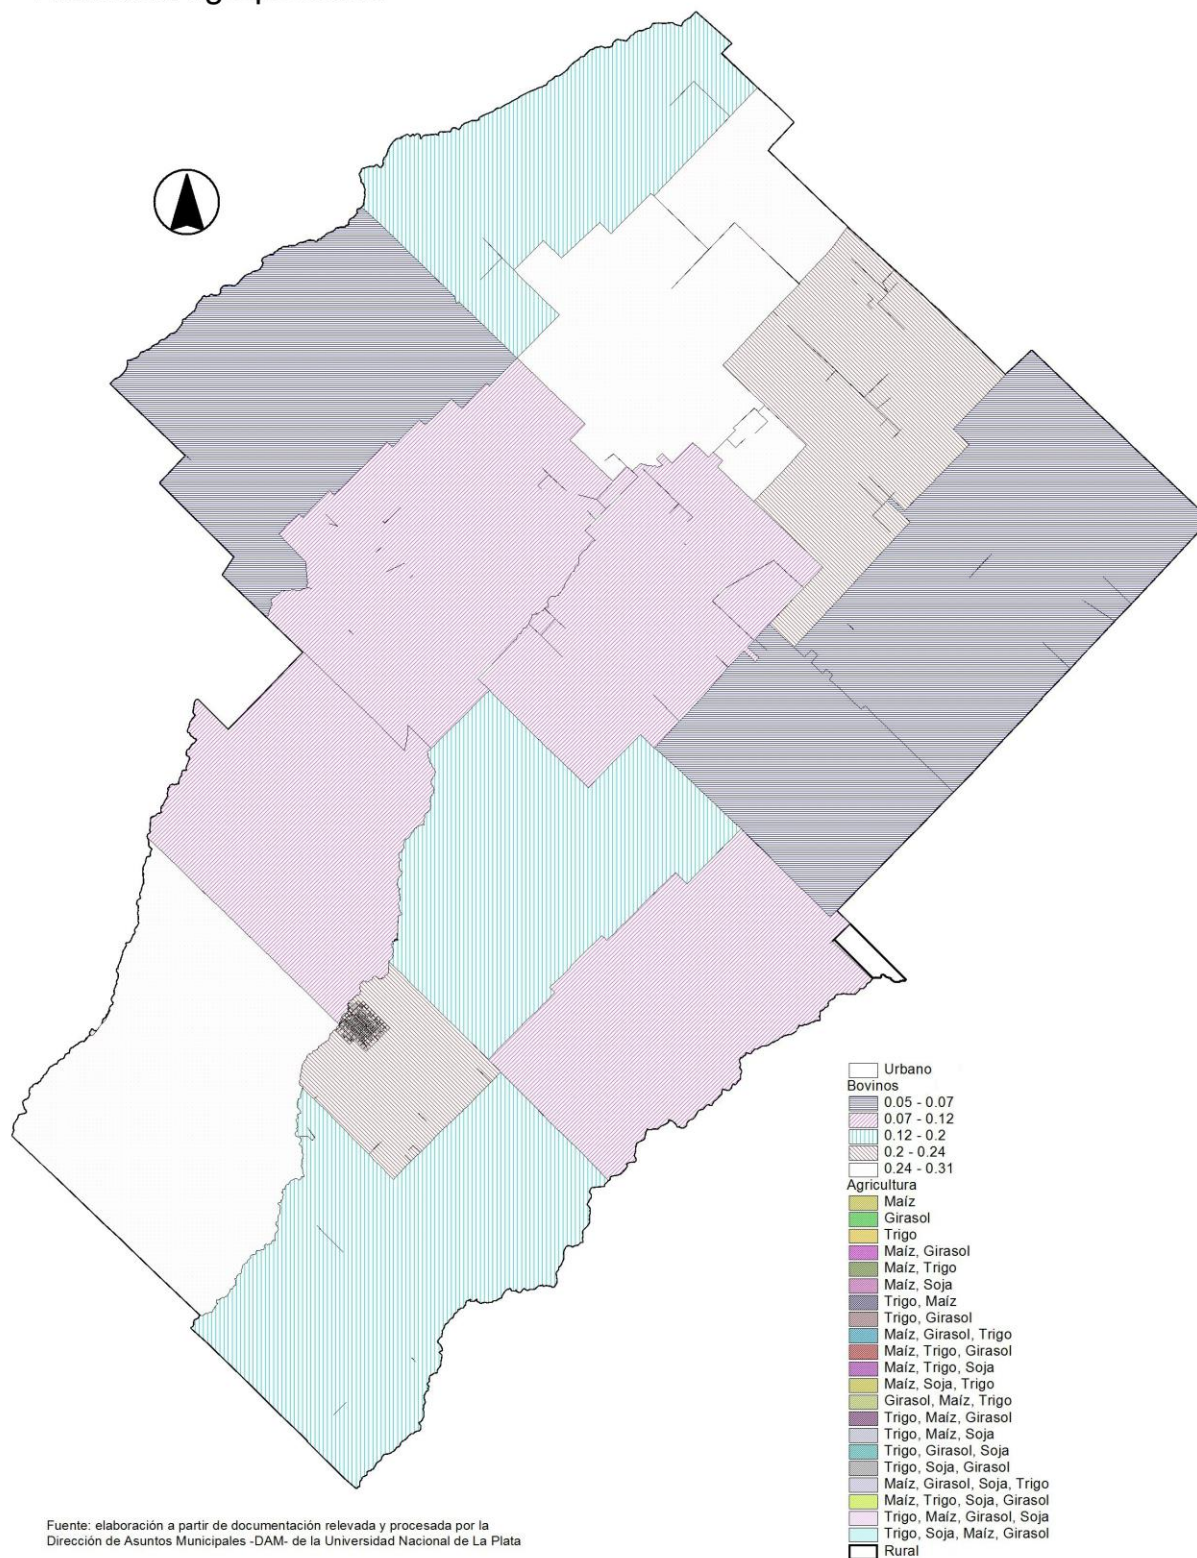 Urbano
Bovinos
0.05 - 0.07
0.07 - 0.12
0.12 - 0.2
0.2 - 0.24
0.24 - 0.31
Agricultura
Maíz
Girasol
Trigo
Maíz, Girasol
Maíz, Trigo
Maíz, Soja
Trigo, Maíz
Trigo, Girasol
Maíz, Girasol, Trigo
Maíz, Trigo, Girasol
Maíz, Trigo, Soja
Maíz, Soja, Trigo
Girasol, Maíz, Trigo
Trigo, Maíz, Girasol
Trigo, Maíz, Soja
Trigo, Girasol, Soja
Trigo, Soja, Girasol
Maíz, Girasol, Soja, Trigo
Maíz, Trigo, Soja, Girasol
Trigo, Maíz, Girasol, Soja
Trigo, Soja, Maíz, Girasol
Rural
Fuente: elaboración a partir de documentación relevada y procesada por la
Dirección de Asuntos Municipales -DAM- de la Universidad Nacional de La Plata